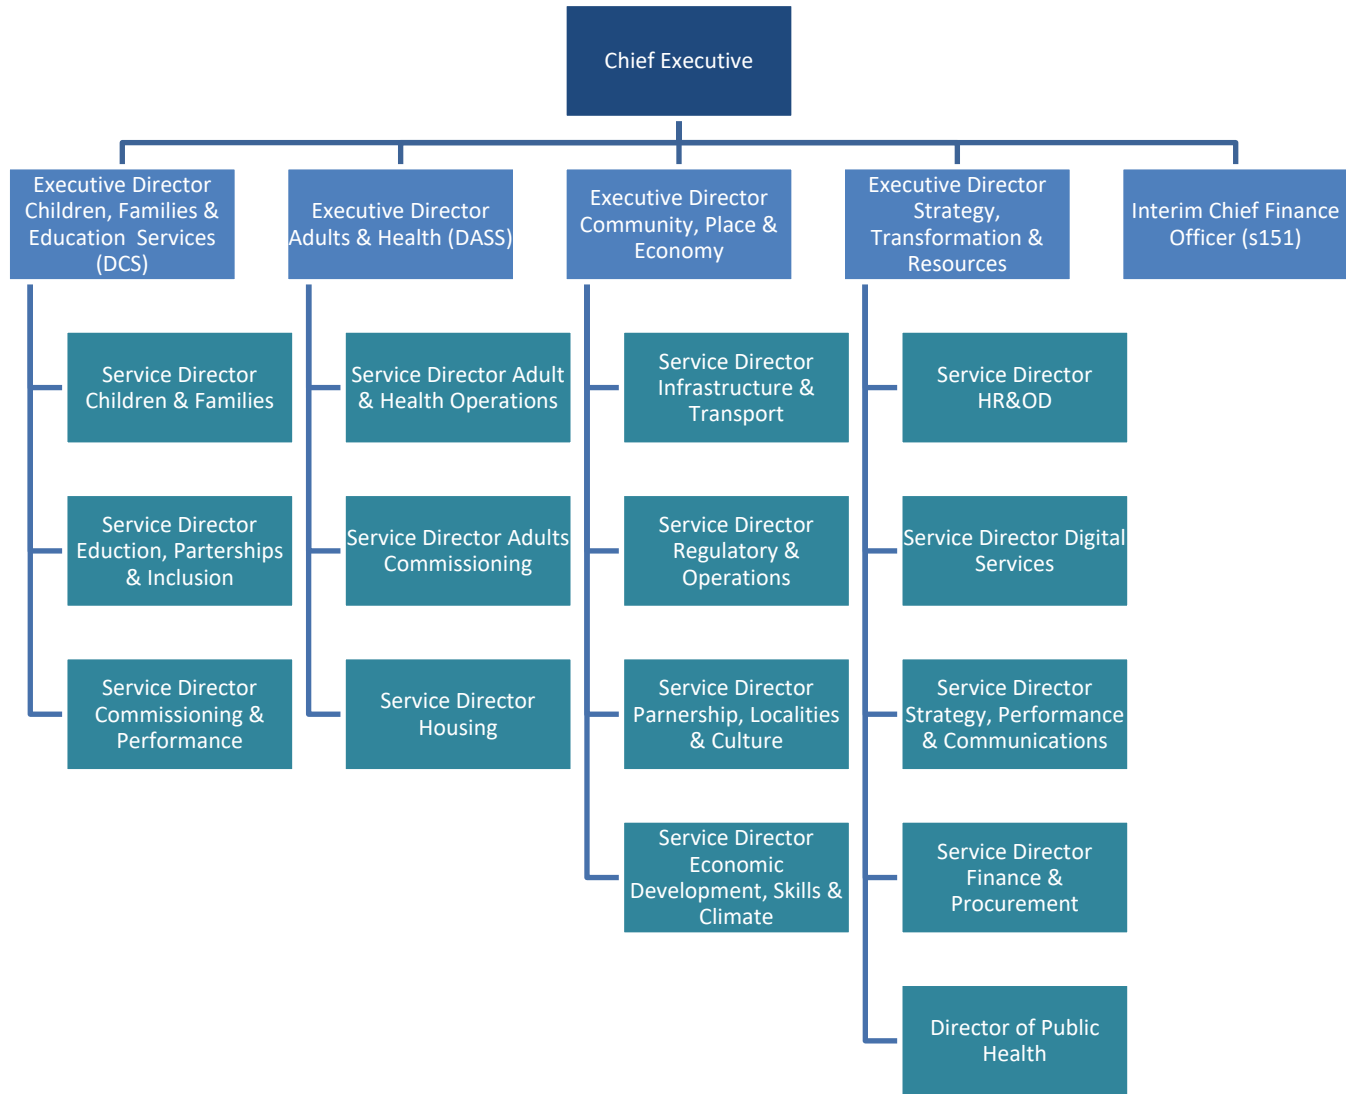 Chief Executive
Executive Director
Children, Families &
Education  Services
(DCS)
Executive Director
Adults & Health (DASS)
Executive Director
Community, Place &
Economy
Executive Director
Strategy,
Transformation &
Resources
Interim Chief Finance
Officer (s151)
Service Director
Children & Families
Service Director
Eduction, Parterships
& Inclusion
Service Director
Commissioning &
Performance
Service Director Adult
& Health Operations
Service Director Adults
Commissioning
Service Director
Housing
Service Director
Infrastructure &
Transport
Service Director
Regulatory &
Operations
Service Director
Parnership, Localities
& Culture
Service Director
Economic
Development, Skills &
Climate
Service Director
HR&OD
Service Director Digital
Services
Service Director
Strategy, Performance
& Communications
Service Director
Finance &
Procurement
Director of Public
Health